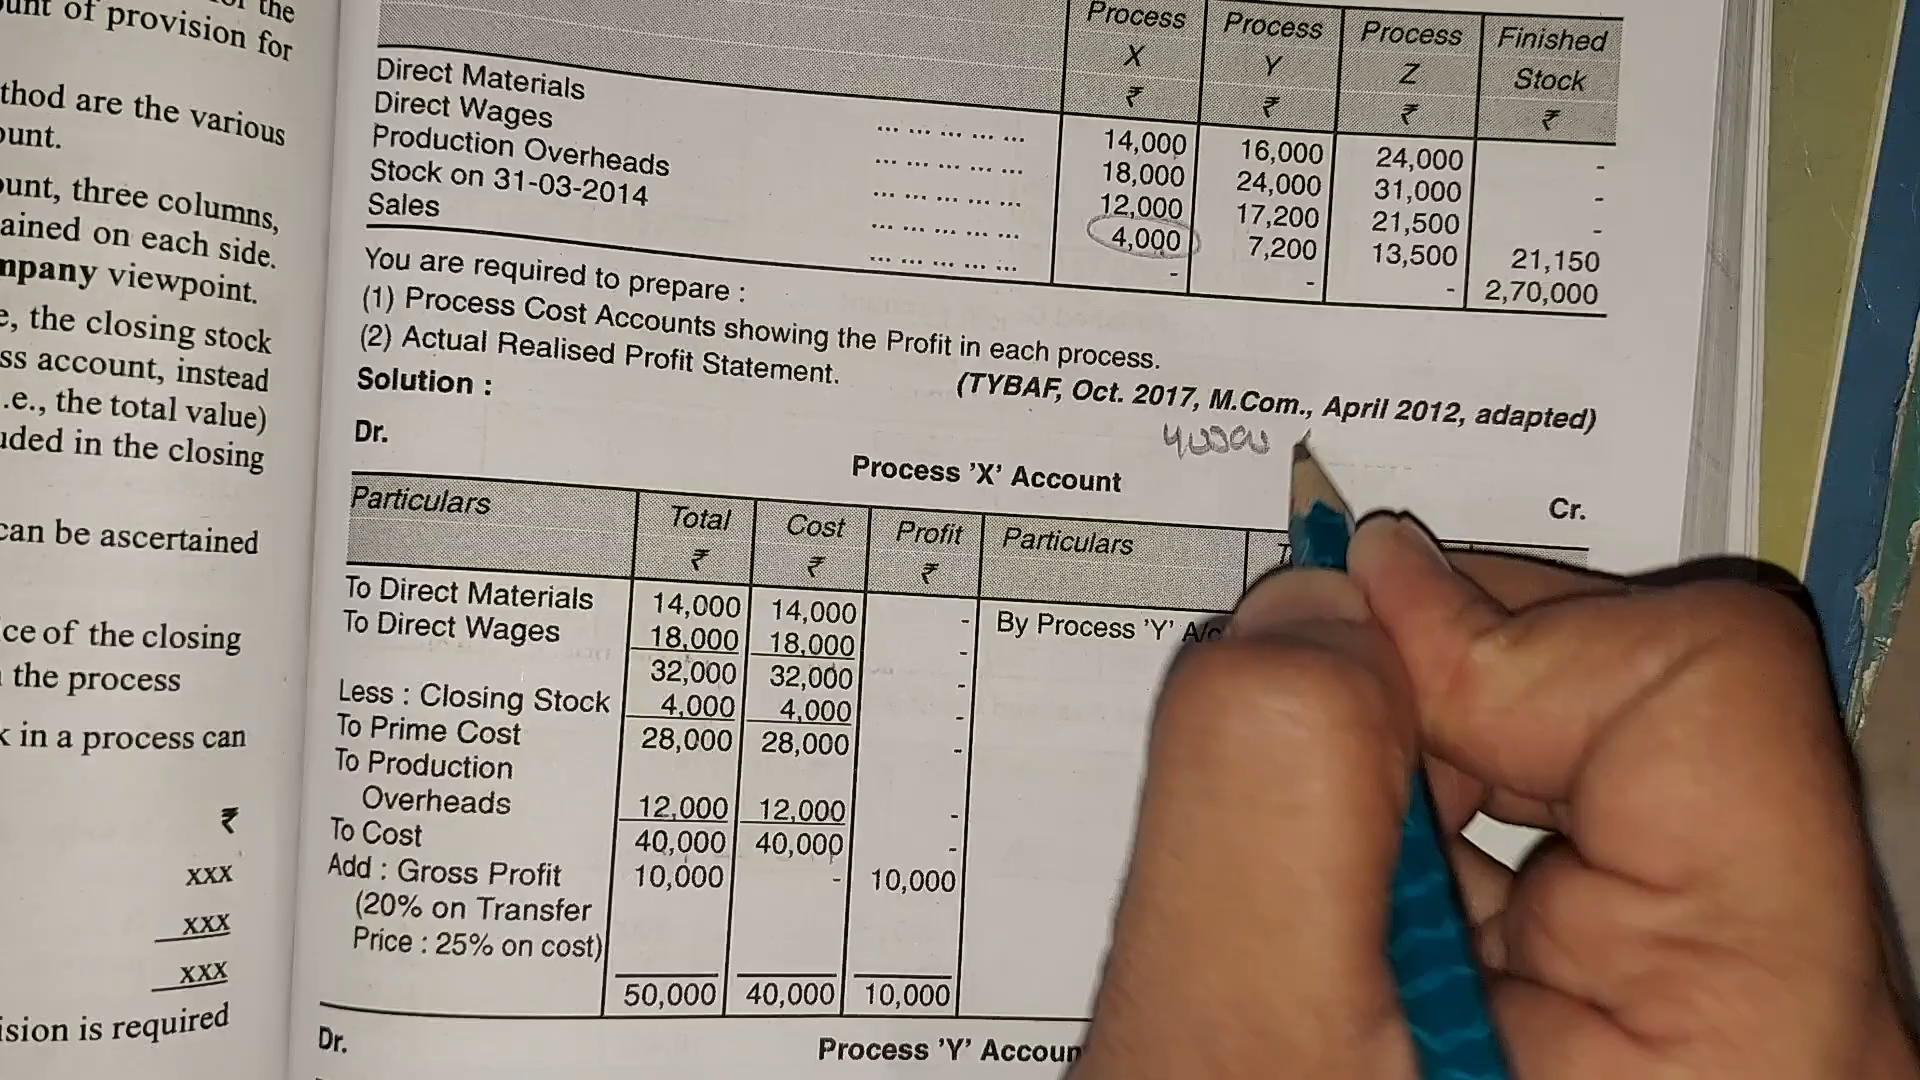 of the
unt of provision for
thod are the various
ount.
ount, three columns,
ained on each side.
mpany viewpoint.
e, the closing stock
ss account, instead
.e., the total value)
uded in the closing
can be ascertained
ce of the closing
the process
k in a process can
₹
xxx
xxx
xxx
ision is required
Process X ₹ Process Y ₹ Process Z ₹ Finished Stock ₹
Direct Materials ... ... ... ... ... 14,000 16,000 24,000 -
Direct Wages ... ... ... ... ... 18,000 24,000 31,000 -
Production Overheads ... ... ... ... ... 12,000 17,200 21,500 -
Stock on 31-03-2014 ... ... ... ... ... 4,000 7,200 13,500 21,150
Sales ... ... ... ... ... - - - 2,70,000
You are required to prepare :
(1) Process Cost Accounts showing the Profit in each process.
(2) Actual Realised Profit Statement.
(TYBAF, Oct. 2017, M.Com., April 2012, adapted)
Solution :
Dr. Process 'X' Account Cr.
Particulars Total ₹ Cost ₹ Profit ₹ Particulars
To Direct Materials 14,000 14,000 - By Process 'Y' A/c
To Direct Wages 18,000 18,000 -
32,000 32,000 -
Less : Closing Stock 4,000 4,000 -
To Prime Cost 28,000 28,000 -
To Production
Overheads 12,000 12,000 -
To Cost 40,000 40,000 -
Add : Gross Profit 10,000 - 10,000
(20% on Transfer
Price : 25% on cost)
50,000 40,000 10,000
Dr. Process 'Y' Accoun